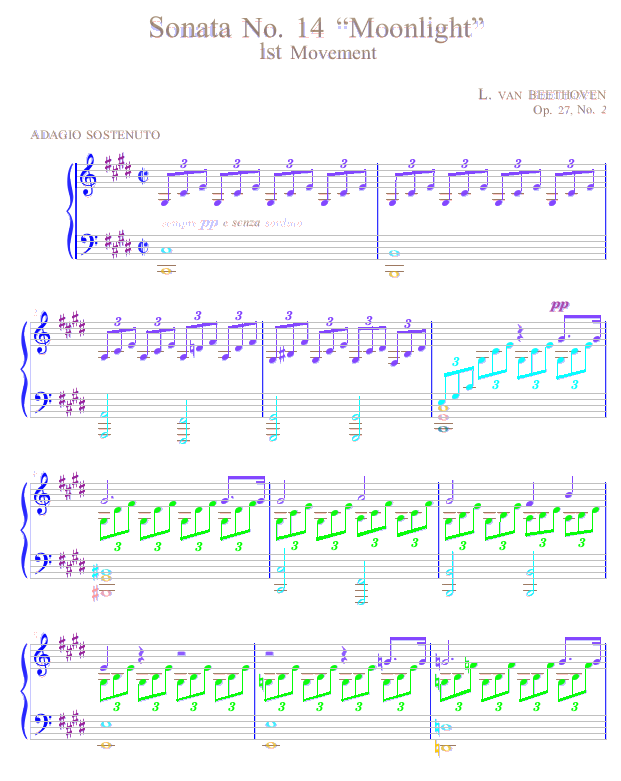 Sonata No. 14 “Moonlight”
1st Movement
L. VAN BEETHOVEN
Op. 27, No. 2
ADAGIO SOSTENUTO
3 3 3 3 3 3 3 3
sempre pp e senza sordino
pp
3 3 3 3 3 3 3 3 3 3 3 3
3 3 3 3 3 3 3 3 3 3 3 3
3 3 3 3 3 3 3 3 3 3 3 3